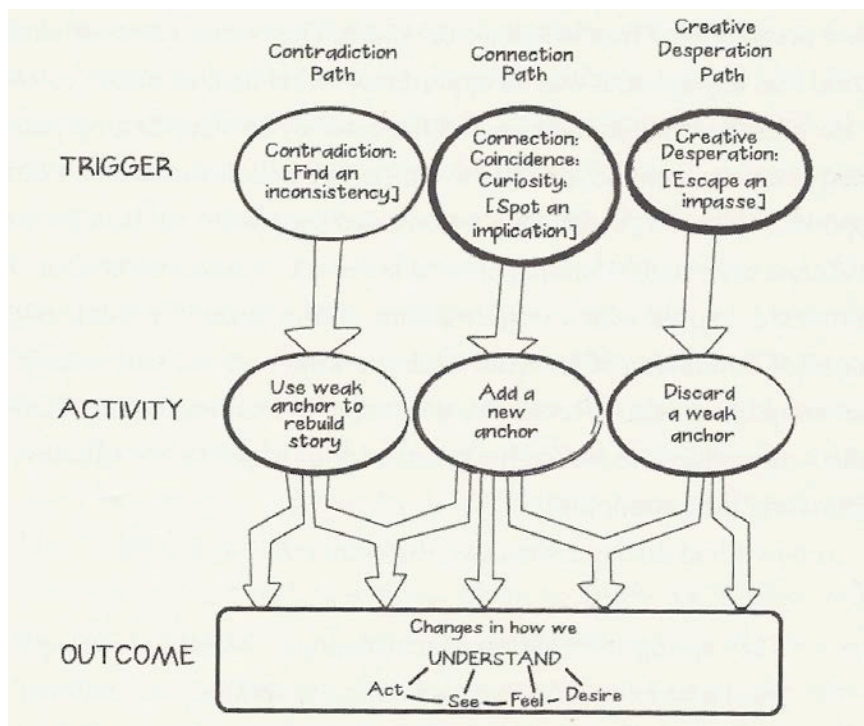 Contradiction
Path
Connection
Path
Creative
Desperation
Path
TRIGGER
Contradiction:
[Find an
inconsistency]
Connection:
Coincidence:
Curiosity:
[Spot an
implication]
Creative
Desperation:
[Escape an
impasse]
ACTIVITY
Use weak
anchor to
rebuild
story
Add a
new
anchor
Discard
a weak
anchor
OUTCOME
Changes in how we
UNDERSTAND
Act
See
Feel
Desire